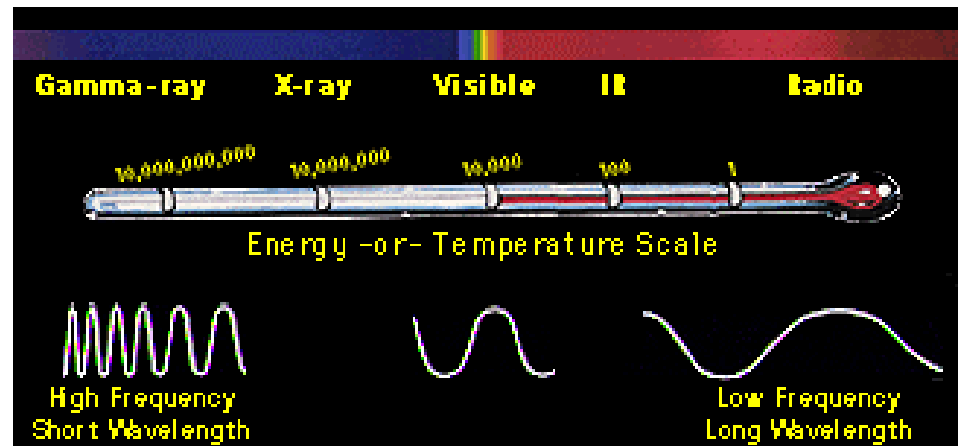 Gamma-ray X-ray Visible IR Radio
10,000,000,000 10,000,000 10,000 100 1
Energy -or- Temperature Scale
High Frequency Low Frequency
Short Wavelength Long Wavelength